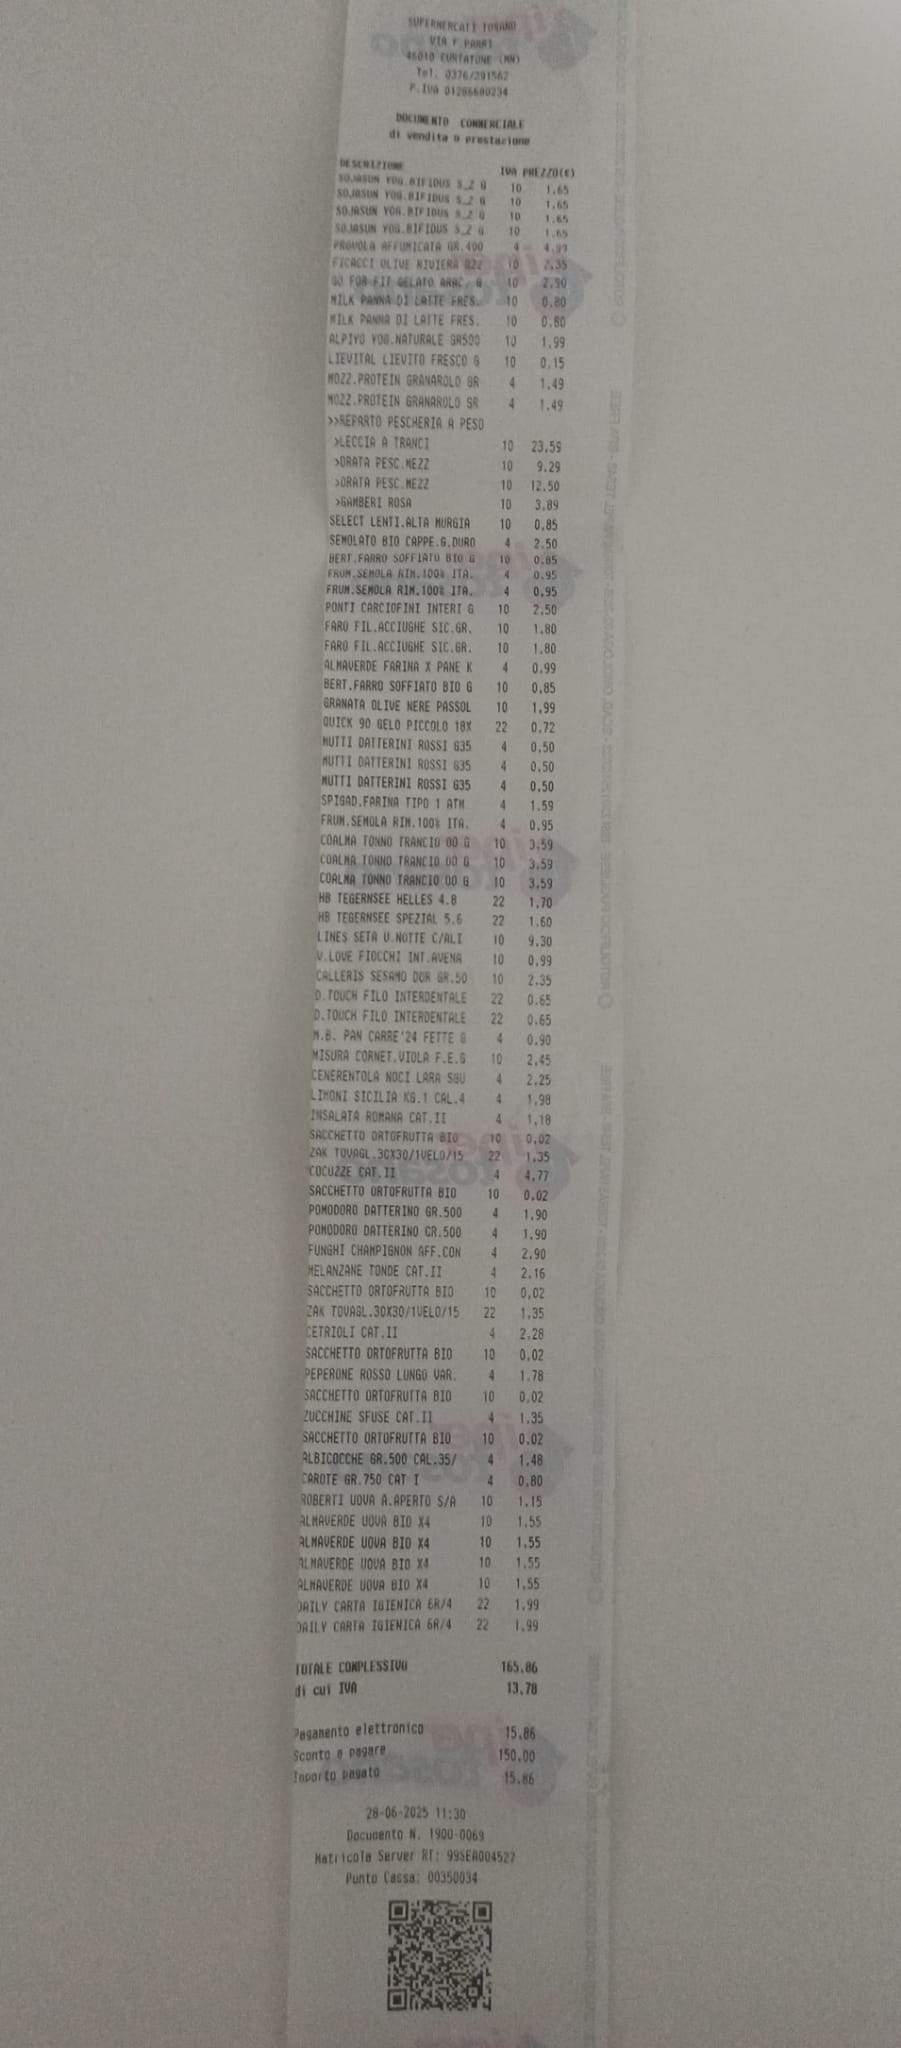 SUPERMERCATI TOSANO
VIA F PARRI
46010 CURTATONE (MN)
Tel. 0376/291562
P.IVA 01286680234
DOCUMENTO COMMERCIALE
di vendita o prestazione
DESCRIZIONE IVA PREZZO(€)
SOJASUN YOG.BIFIDUS S_Z G 10 1.65
SOJASUN YOG.BIFIDUS S_Z G 10 1.65
SOJASUN YOG.BIFIDUS S_Z G 10 1.65
SOJASUN YOG.BIFIDUS S_Z G 10 1.65
PROVOLA AFFUMICATA GR.400 4 4.99
FICACCI OLIVE RIVIERA G22 10 2.35
GO FOR FIT GELATO ARAC. G 10 2.90
MILK PANNA DI LATTE FRES. 10 0.80
MILK PANNA DI LATTE FRES. 10 0.80
ALPIYO YOG.NATURALE GR500 10 1.99
LIEVITAL LIEVITO FRESCO G 10 0.15
MOZZ.PROTEIN GRANAROLO GR 4 1.49
MOZZ.PROTEIN GRANAROLO GR 4 1.49
>>REPARTO PESCHERIA A PESO
>LECCIA A TRANCI 10 23.59
>ORATA PESC.MEZZ 10 9.29
>ORATA PESC.MEZZ 10 12.50
>GAMBERI ROSA 10 3.89
SELECT LENTI.ALTA MURGIA 10 0.85
SEMOLATO BIO CAPPE.G.DURO 4 2.50
BERT.FARRO SOFFIATO BIO G 10 0.85
FRUM.SEMOLA RIM.100% ITA. 4 0.95
FRUM.SEMOLA RIM.100% ITA. 4 0.95
PONTI CARCIOFINI INTERI G 10 2.50
FARO FIL.ACCIUGHE SIC.GR. 10 1.80
FARO FIL.ACCIUGHE SIC.GR. 10 1.80
ALMAVERDE FARINA X PANE K 4 0.99
BERT.FARRO SOFFIATO BIO G 10 0.85
GRANATA OLIVE NERE PASSOL 10 1.99
QUICK 90 GELO PICCOLO 18X 22 0.72
MUTTI DATTERINI ROSSI G35 4 0.50
MUTTI DATTERINI ROSSI G35 4 0.50
MUTTI DATTERINI ROSSI G35 4 0.50
SPIGAD.FARINA TIPO 1 ATM 4 1.59
FRUM.SEMOLA RIM.100% ITA. 4 0.95
COALMA TONNO TRANCIO OO G 10 3.59
COALMA TONNO TRANCIO OO G 10 3.59
COALMA TONNO TRANCIO OO G 10 3.59
HB TEGERNSEE HELLES 4.8 22 1.70
HB TEGERNSEE SPEZIAL 5.6 22 1.60
LINES SETA U.NOTTE C/ALI 10 9.30
V.LOVE FIOCCHI INT.AVENA 10 0.99
CALLERIS SESAMO DOR GR.50 10 2.35
D.TOUCH FILO INTERDENTALE 22 0.65
D.TOUCH FILO INTERDENTALE 22 0.65
M.B. PAN CARRE'24 FETTE G 4 0.90
MISURA CORNET.VIOLA F.E.G 10 2.45
CENERENTOLA NOCI LARA SGU 4 2.25
LIMONI SICILIA KG.1 CAL.4 4 1.98
INSALATA ROMANA CAT.II 4 1.18
SACCHETTO ORTOFRUTTA BIO 10 0.02
ZAK TOVAGL.30X30/1VELO/15 22 1.35
COCUZZE CAT.II 4 4.77
SACCHETTO ORTOFRUTTA BIO 10 0.02
POMODORO DATTERINO GR.500 4 1.90
POMODORO DATTERINO GR.500 4 1.90
FUNGHI CHAMPIGNON AFF.CON 4 2.90
MELANZANE TONDE CAT.II 4 2.16
SACCHETTO ORTOFRUTTA BIO 10 0.02
ZAK TOVAGL.30X30/1VELO/15 22 1.35
CETRIOLI CAT.II 4 2.28
SACCHETTO ORTOFRUTTA BIO 10 0.02
PEPERONE ROSSO LUNGO VAR. 4 1.78
SACCHETTO ORTOFRUTTA BIO 10 0.02
ZUCCHINE SFUSE CAT.II 4 1.35
SACCHETTO ORTOFRUTTA BIO 10 0.02
ALBICOCCHE GR.500 CAL.35/ 4 1.48
CAROTE GR.750 CAT I 4 0.80
ROBERTI UOVA A.APERTO S/A 10 1.15
ALMAVERDE UOVA BIO X4 10 1.55
ALMAVERDE UOVA BIO X4 10 1.55
ALMAVERDE UOVA BIO X4 10 1.55
ALMAVERDE UOVA BIO X4 10 1.55
DAILY CARTA IGIENICA 6R/4 22 1.99
DAILY CARTA IGIENICA 6R/4 22 1.99
TOTALE COMPLESSIVO 165.86
di cui IVA 13.78
Pagamento elettronico 15.86
Sconto a pagare 150.00
Importo pagato 15.86
28-06-2025 11:30
Documento N. 1900-0069
Matricola Server RT: 99SEA004527
Punto Cassa: 00350034